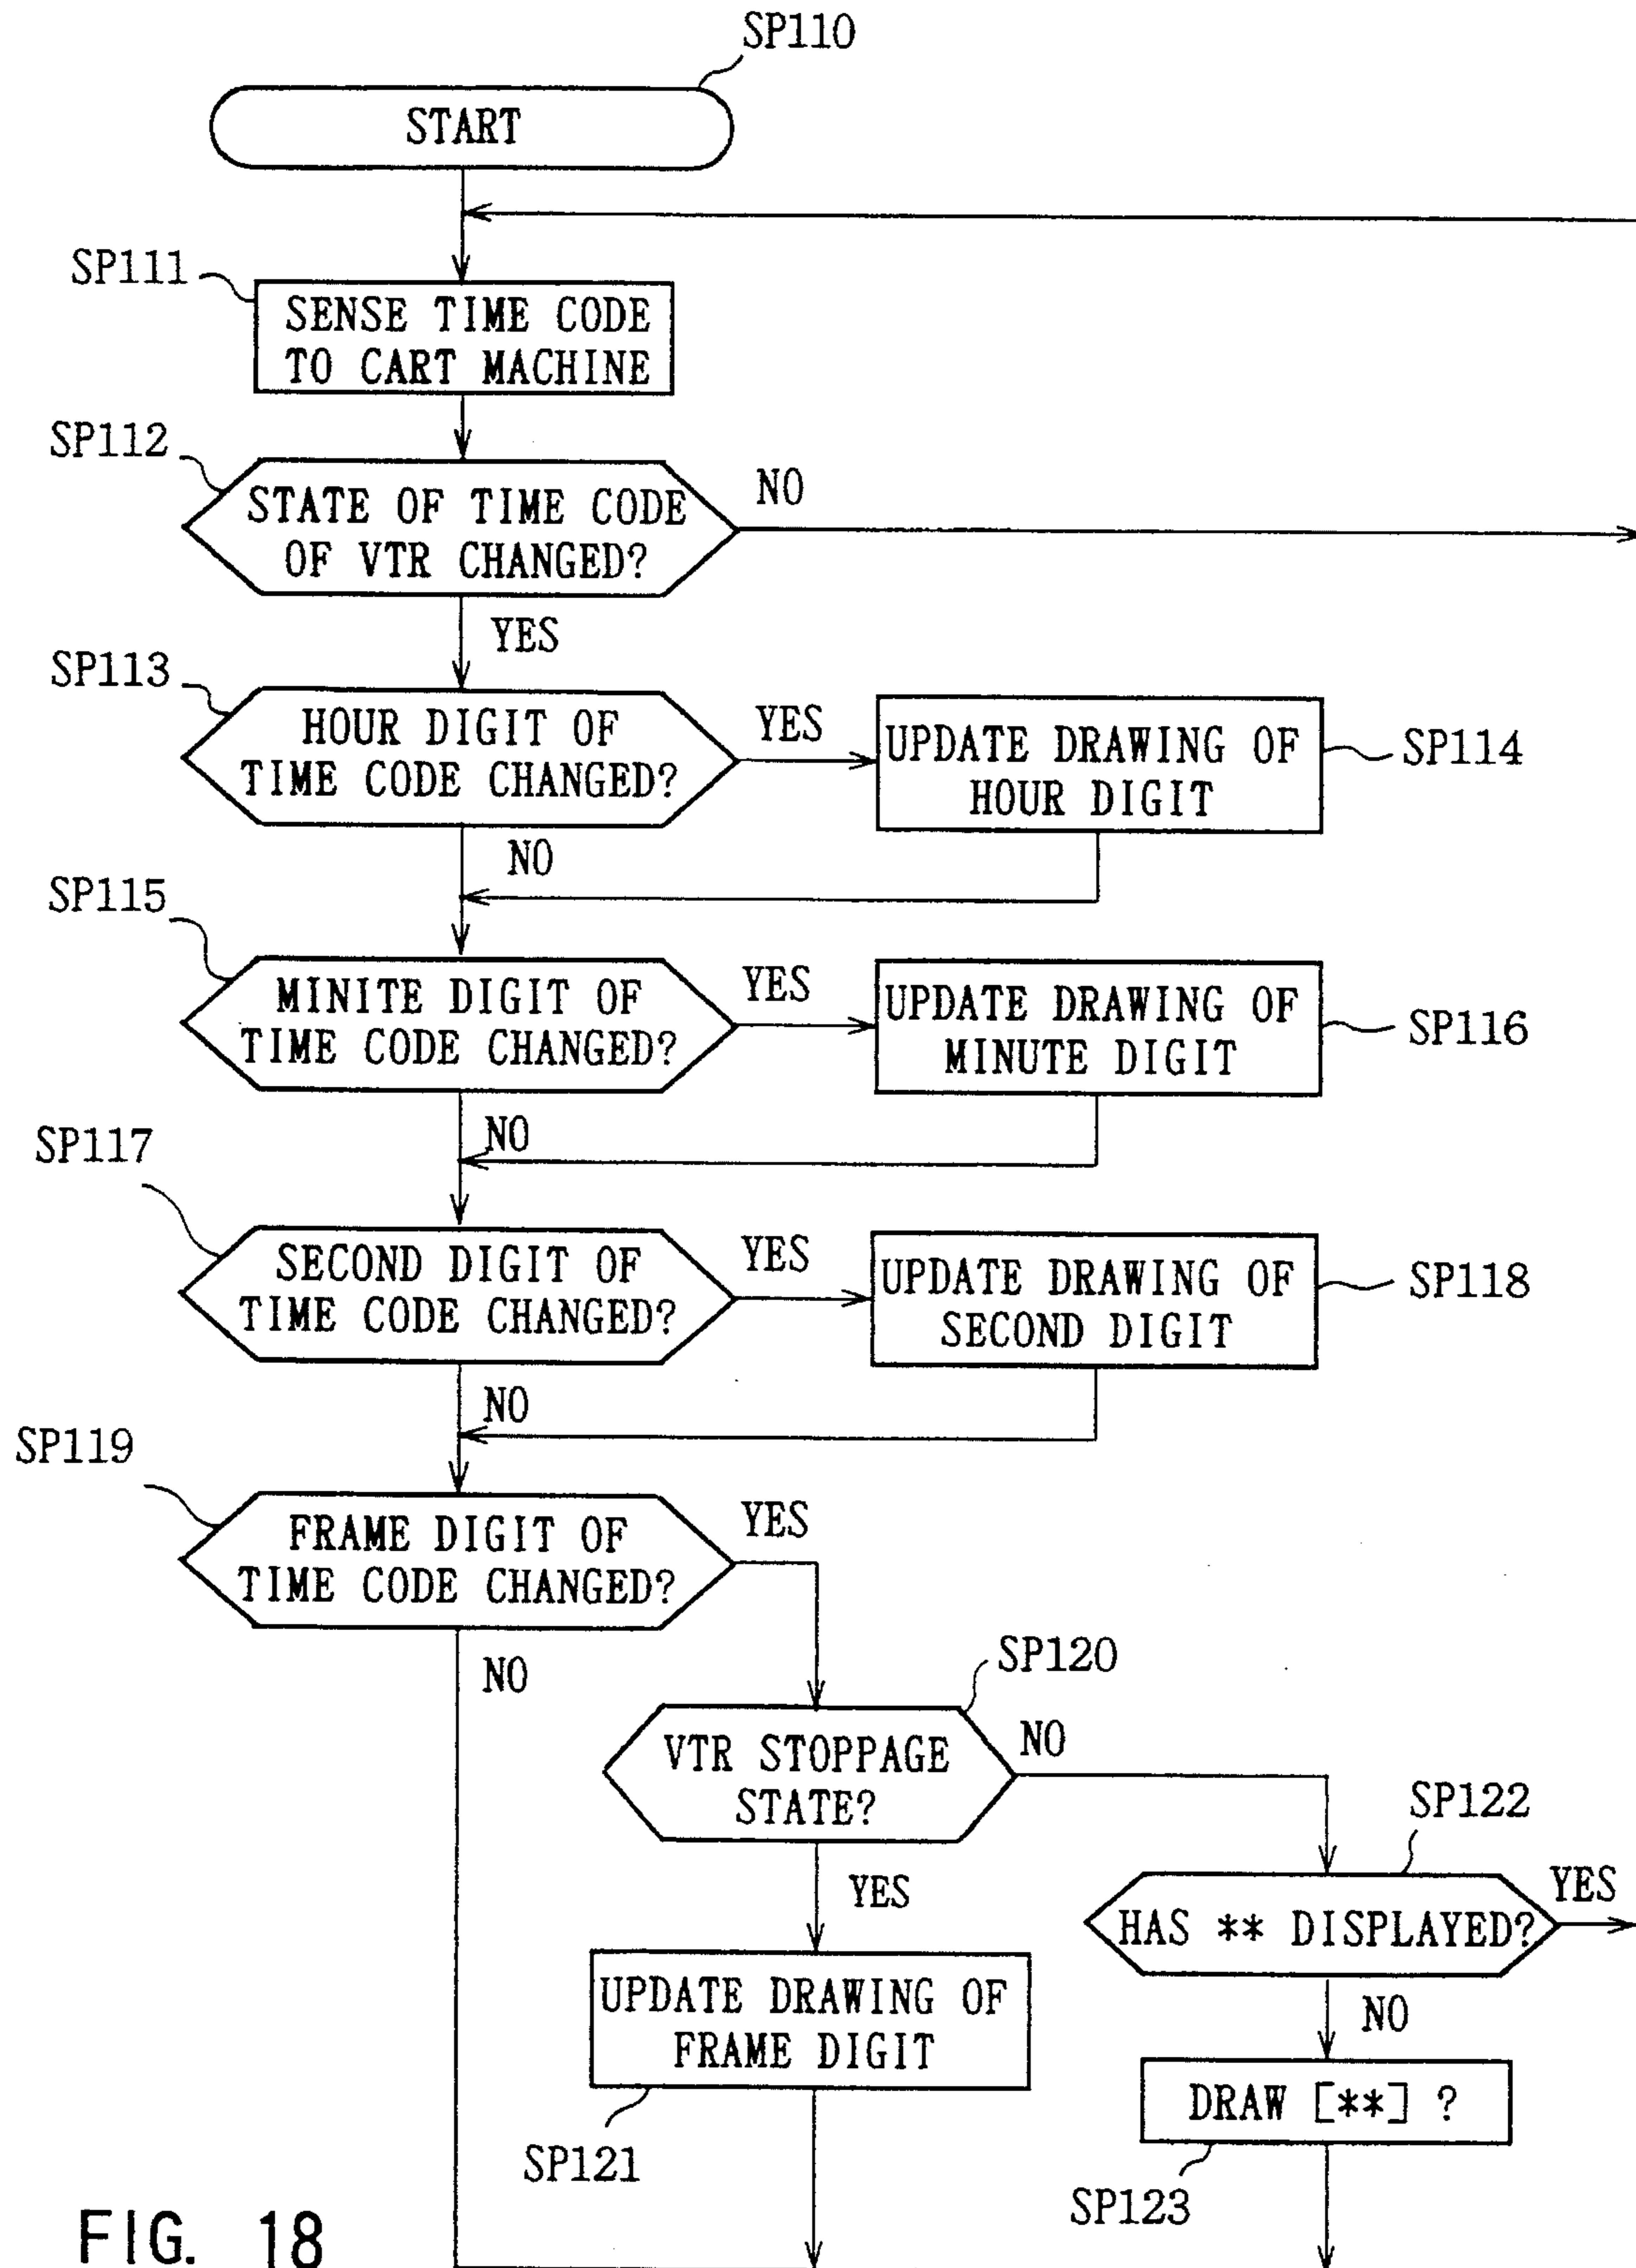 SP110
START
SP111
SENSE TIME CODE
TO CART MACHINE
SP112
STATE OF TIME CODE
OF VTR CHANGED?
NO
YES
SP113
HOUR DIGIT OF
TIME CODE CHANGED?
YES
UPDATE DRAWING OF
HOUR DIGIT
SP114
NO
SP115
MINITE DIGIT OF
TIME CODE CHANGED?
YES
UPDATE DRAWING OF
MINUTE DIGIT
SP116
NO
SP117
SECOND DIGIT OF
TIME CODE CHANGED?
YES
UPDATE DRAWING OF
SECOND DIGIT
SP118
NO
SP119
FRAME DIGIT OF
TIME CODE CHANGED?
YES
NO
SP120
VTR STOPPAGE
STATE?
NO
YES
SP122
HAS ** DISPLAYED?
YES
NO
UPDATE DRAWING OF
FRAME DIGIT
SP121
DRAW [**] ?
SP123
FIG. 18